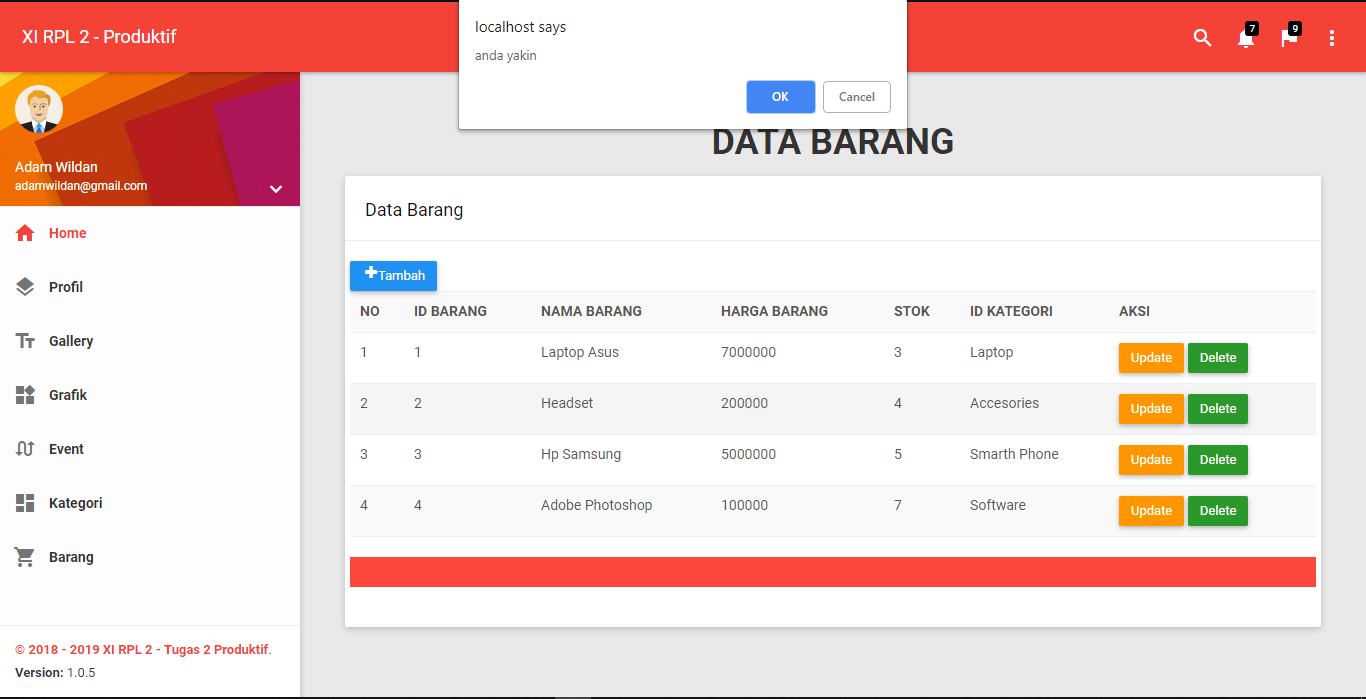 XI RPL 2 - Produktif
localhost says
anda yakin
OK
Cancel
7
9
Adam Wildan
adamwildan@gmail.com
Home
Profil
Gallery
Grafik
Event
Kategori
Barang
© 2018 - 2019 XI RPL 2 - Tugas 2 Produktif.
Version: 1.0.5
DATA BARANG
Data Barang
Tambah
NO ID BARANG NAMA BARANG HARGA BARANG STOK ID KATEGORI AKSI
1 1 Laptop Asus 7000000 3 Laptop Update Delete
2 2 Headset 200000 4 Accesories Update Delete
3 3 Hp Samsung 5000000 5 Smarth Phone Update Delete
4 4 Adobe Photoshop 100000 7 Software Update Delete